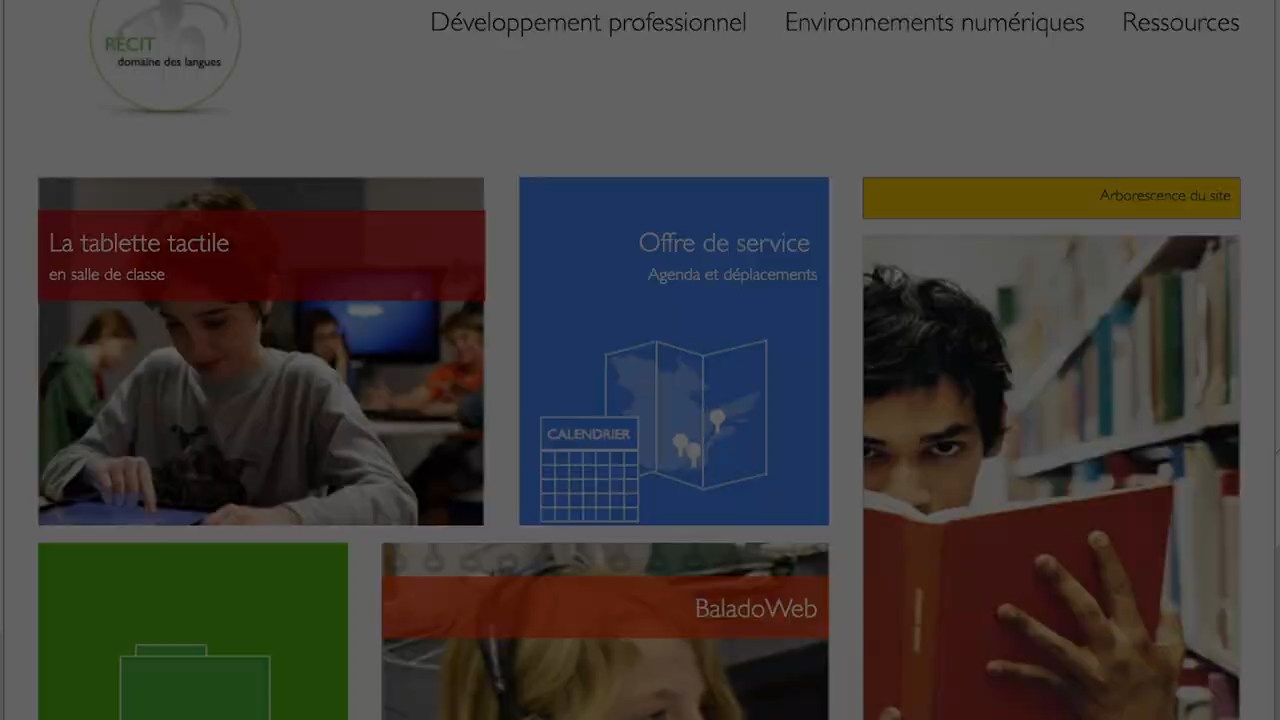 Développement professionnel
Environnements numériques
Ressources
RÉCIT
domaine des langues
La tablette tactile
en salle de classe
Offre de service
Agenda et déplacements
CALENDRIER
Arborescence du site
BaladoWeb